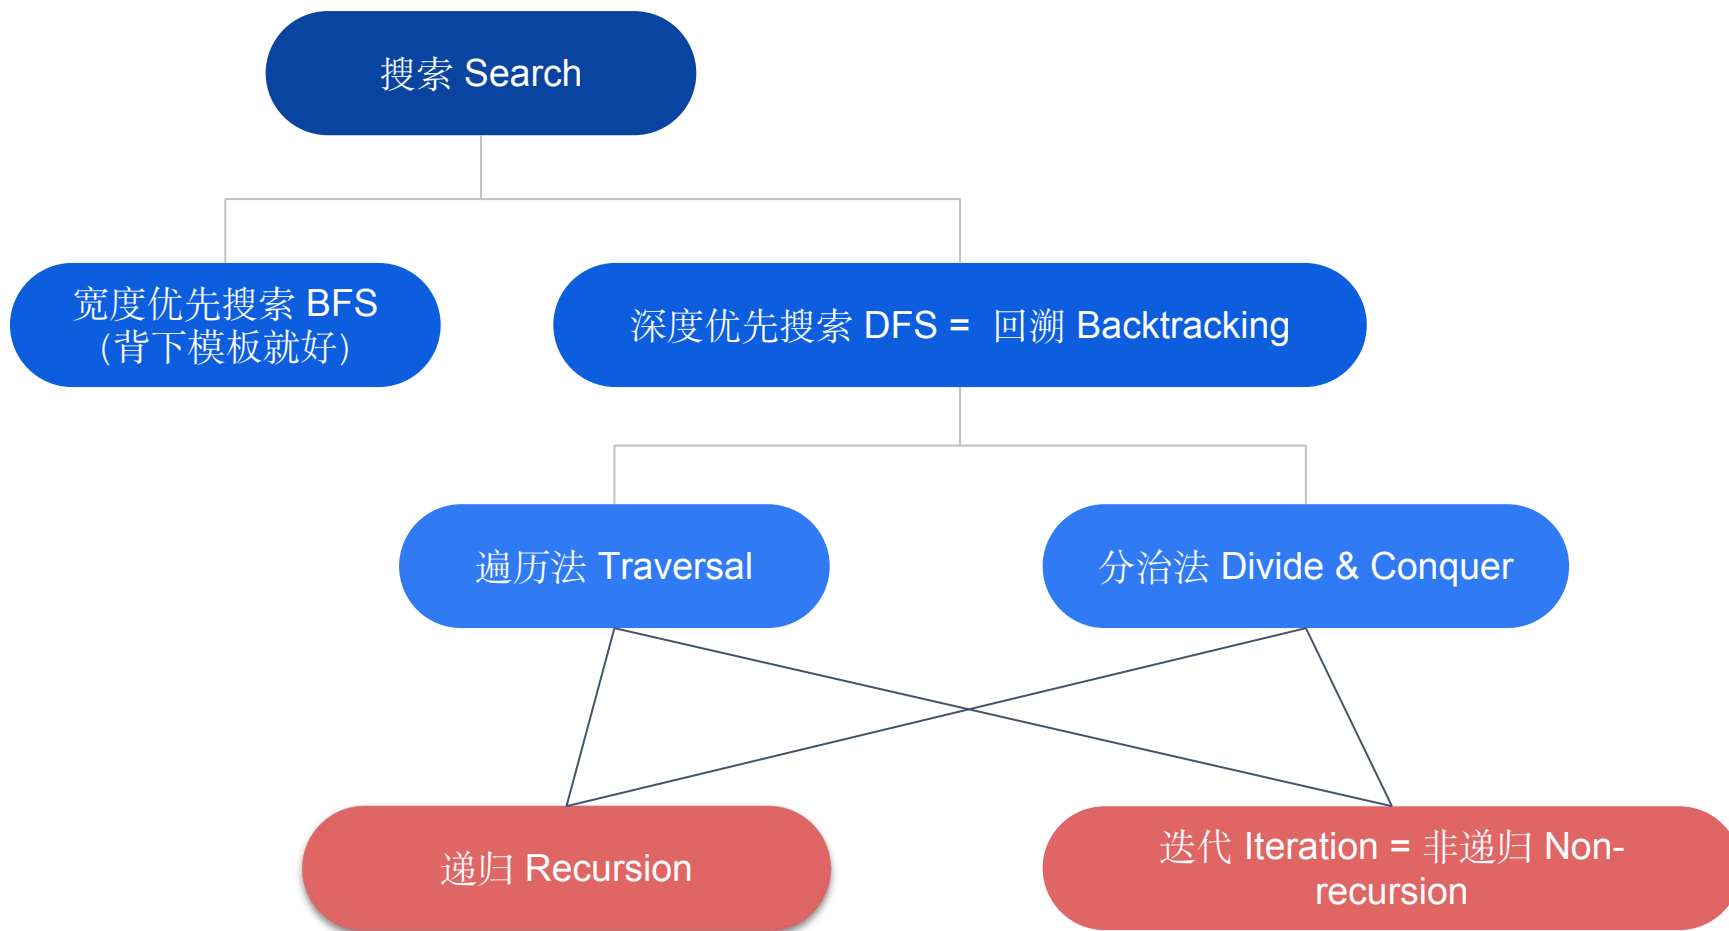 搜索 Search
宽度优先搜索 BFS
(背下模板就好)
深度优先搜索 DFS = 回溯 Backtracking
遍历法 Traversal
分治法 Divide & Conquer
递归 Recursion
迭代 Iteration = 非递归 Non-
recursion